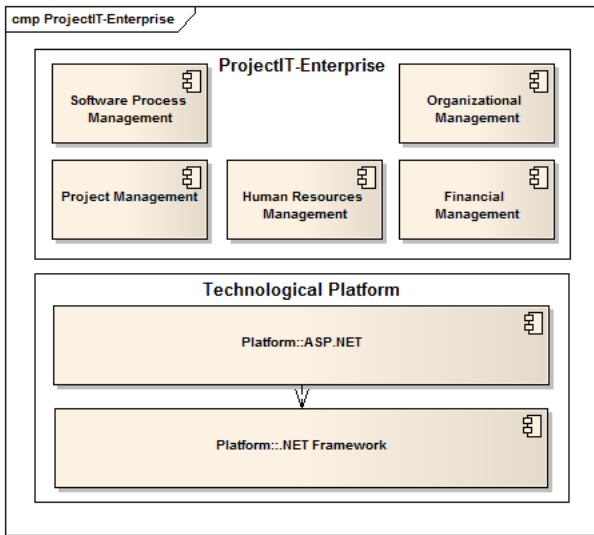 cmp ProjectIT-Enterprise
ProjectIT-Enterprise
Software Process
Management
Organizational
Management
Project Management
Human Resources
Management
Financial
Management
Technological Platform
Platform::ASP.NET
Platform::.NET Framework